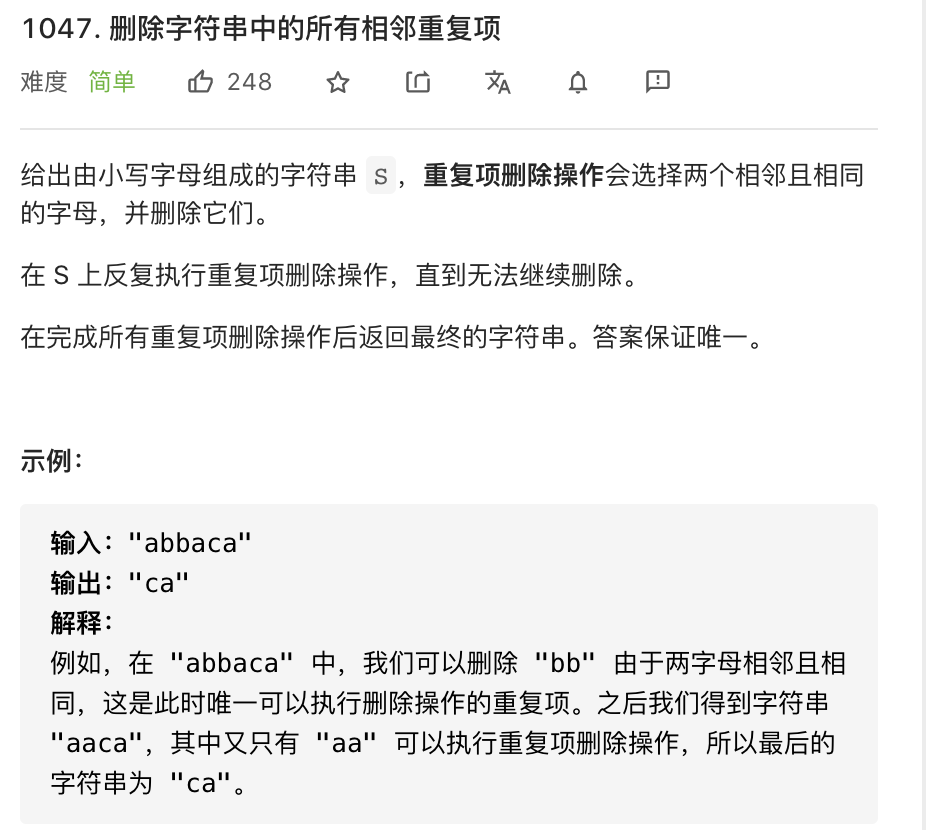 1047. 删除字符串中的所有相邻重复项
难度 简单 248
给出由小写字母组成的字符串 S，重复项删除操作会选择两个相邻且相同
的字母，并删除它们。
在 S 上反复执行重复项删除操作，直到无法继续删除。
在完成所有重复项删除操作后返回最终的字符串。答案保证唯一。
示例：
输入："abbaca"
输出："ca"
解释：
例如，在 "abbaca" 中，我们可以删除 "bb" 由于两字母相邻且相
同，这是此时唯一可以执行删除操作的重复项。之后我们得到字符串
"aaca"，其中又只有 "aa" 可以执行重复项删除操作，所以最后的
字符串为 "ca"。